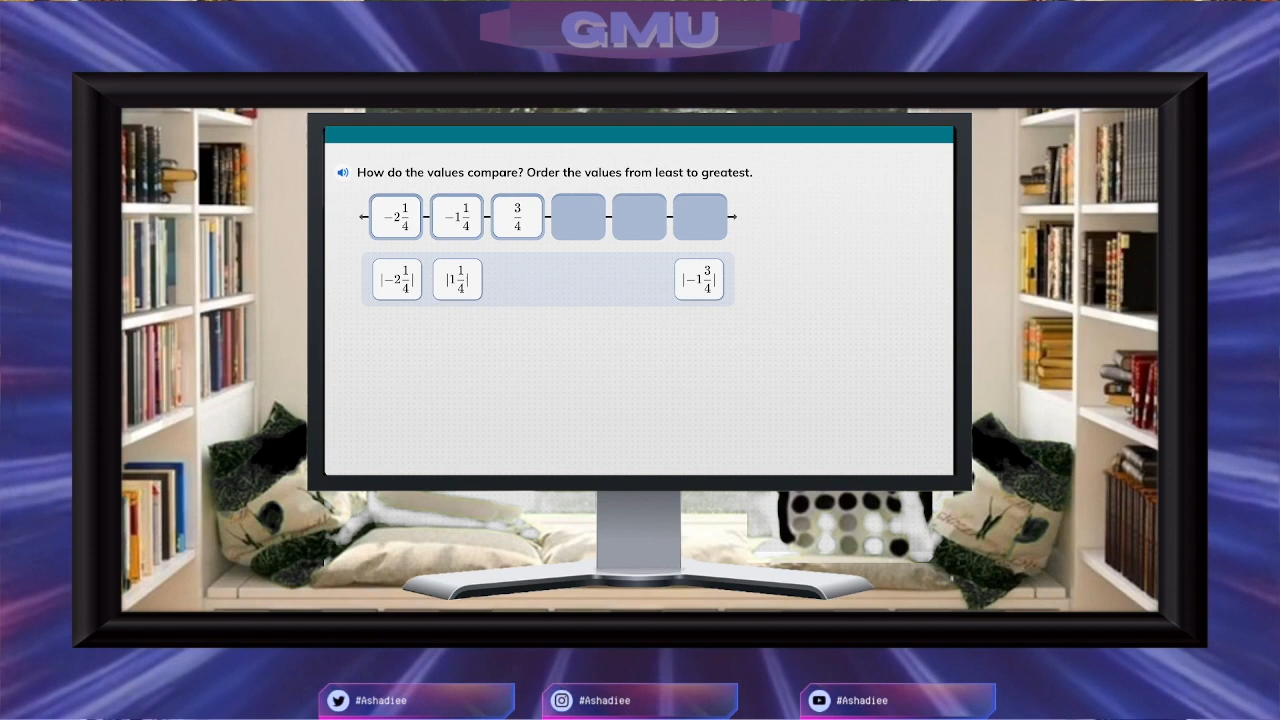 GMU
How do the values compare? Order the values from least to greatest.
−2 1/4 −1 1/4 3/4
|−2 1/4| |1 1/4| |−1 3/4|
#Ashadiee #Ashadiee #Ashadiee